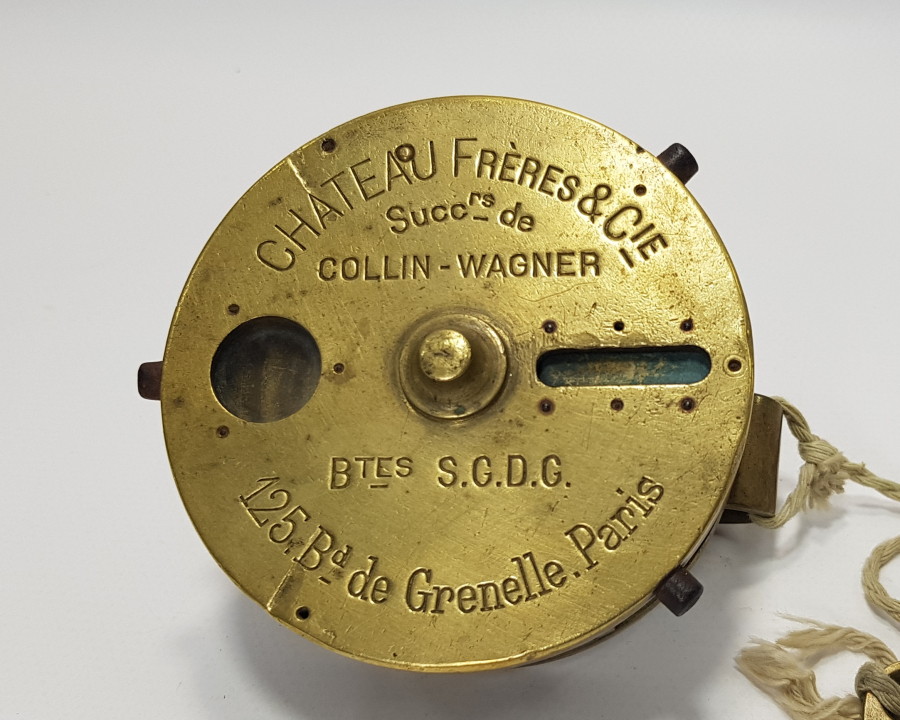 CHATEAU FRÈRES & CIE
Succrs de
COLLIN-WAGNER
BTES S.G.D.G.
125, Bd de Grenelle. Paris